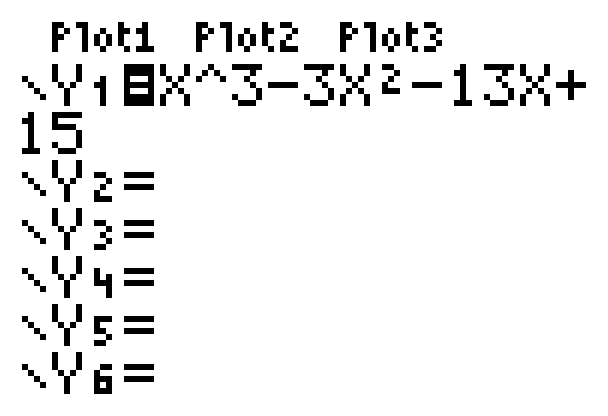 Plot1 Plot2 Plot3
\Y₁=X^3-3X²-13X+
15
\Y₂=
\Y₃=
\Y₄=
\Y₅=
\Y₆=